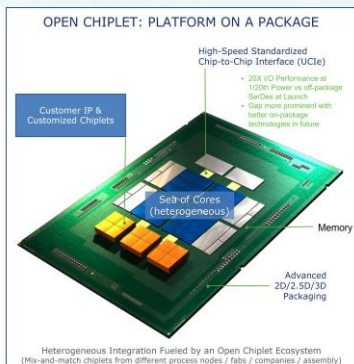 OPEN CHIPLET: PLATFORM ON A PACKAGE
High-Speed Standardized
Chip-to-Chip Interface (UCIe)
• 20X I/O Performance at
1/20th Power vs off-package
SerDes at Launch
• Gap more prominent with
better on-package
technologies in future
Customer IP &
Customized Chiplets
Sea of Cores
(heterogeneous)
Memory
Advanced
2D/2.5D/3D
Packaging
Heterogeneous Integration Fueled by an Open Chiplet Ecosystem
(Mix-and-match chiplets from different process nodes / fabs / companies / assembly)